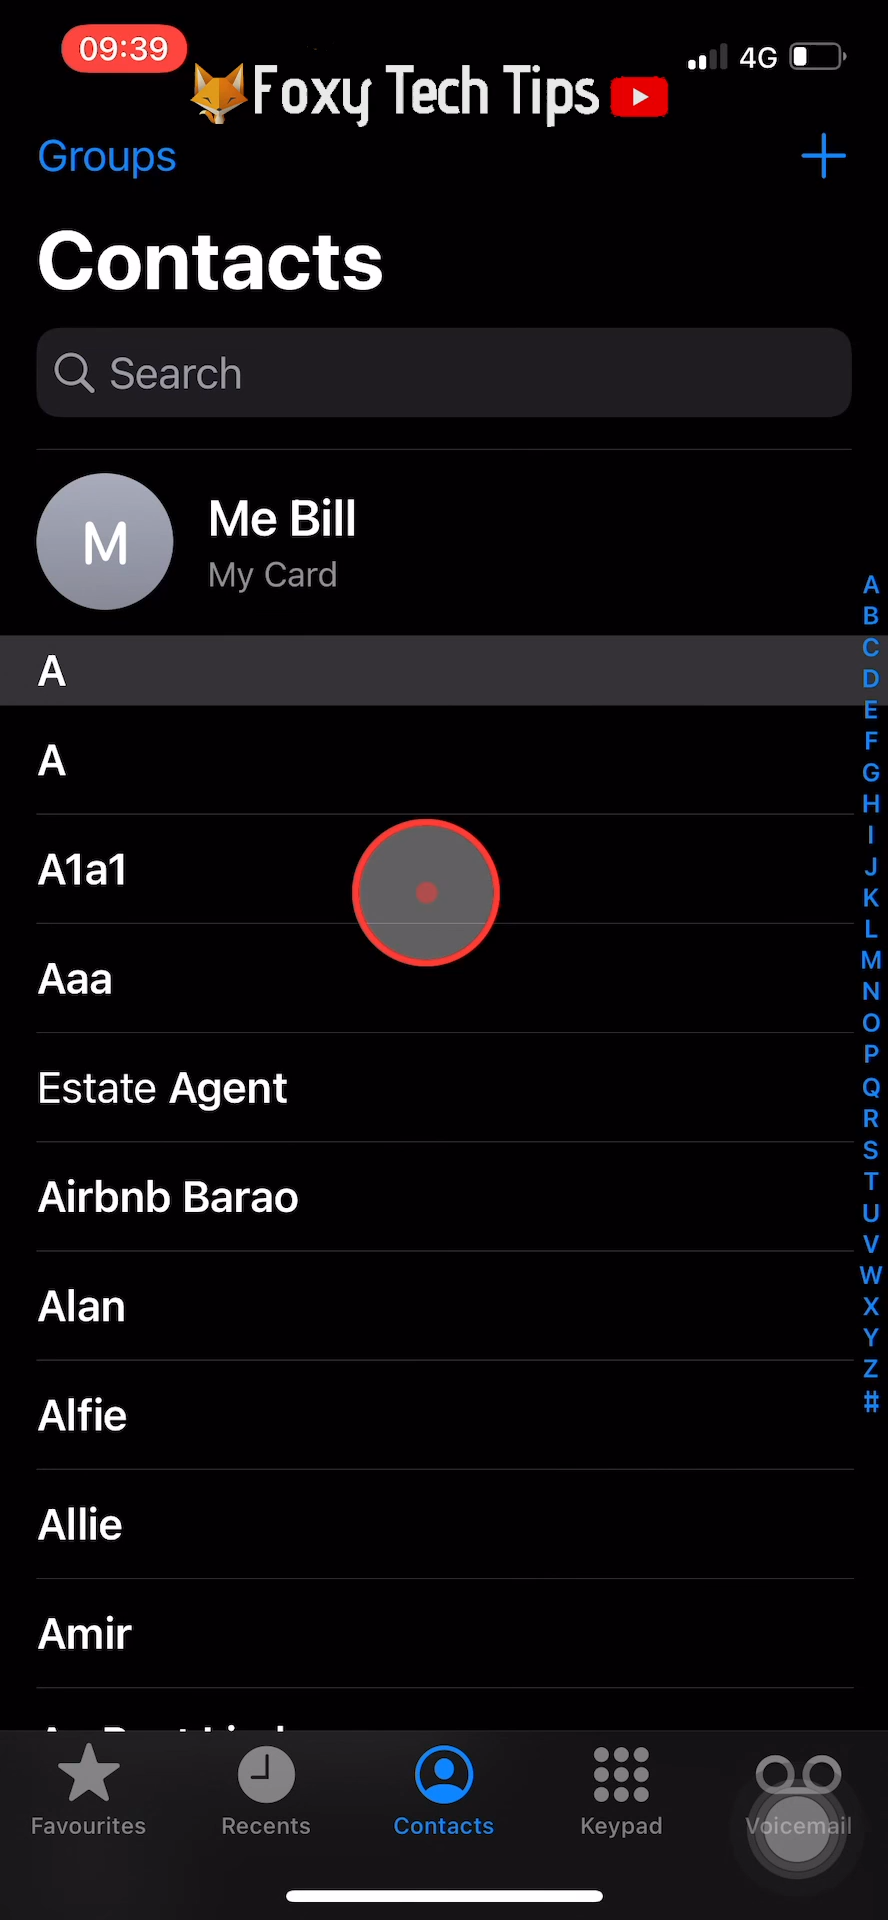 09:39
4G
Foxy Tech Tips
Groups
Contacts
Search
M
Me Bill
My Card
A
A
A1a1
Aaa
Estate Agent
Airbnb Barao
Alan
Alfie
Allie
Amir
A
B
C
D
E
F
G
H
I
J
K
L
M
N
O
P
Q
R
S
T
U
V
W
X
Y
Z
#
Favourites
Recents
Contacts
Keypad
Voicemail